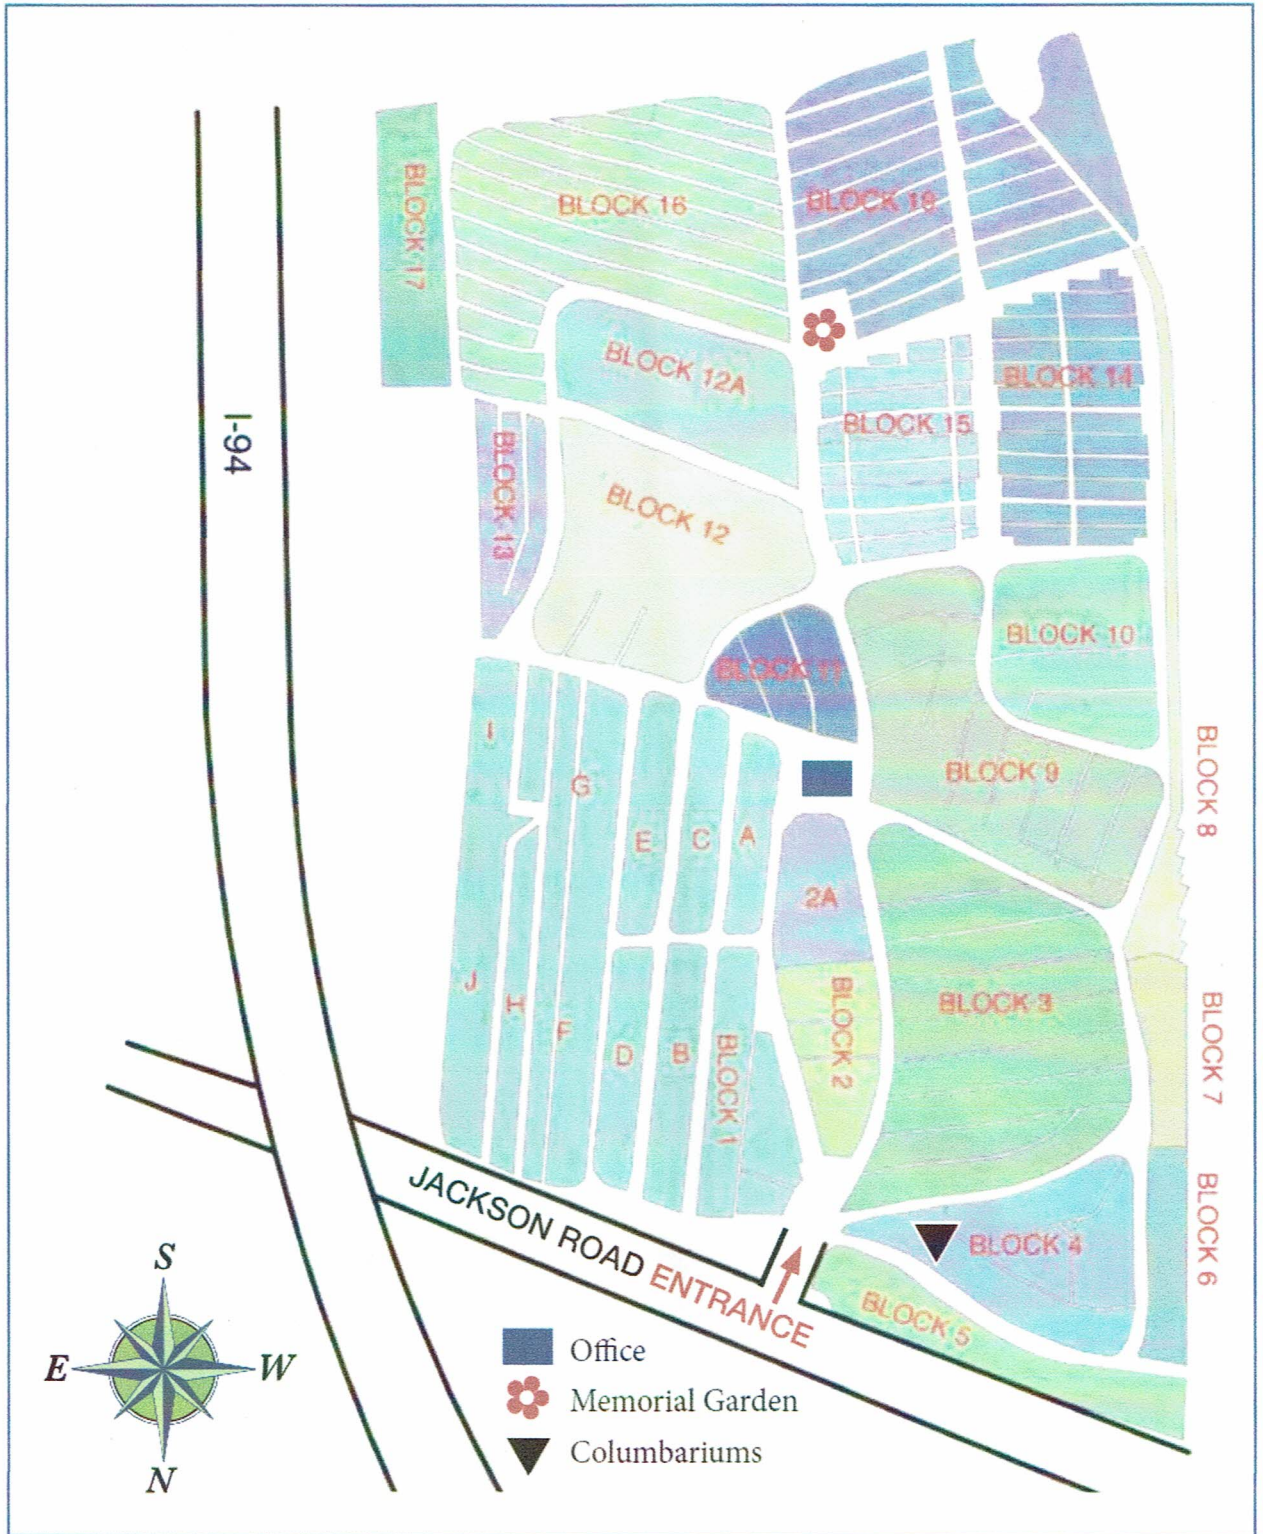 BLOCK 17
BLOCK 16
BLOCK 18
BLOCK 12A
BLOCK 14
BLOCK 15
I-94
BLOCK 13
BLOCK 12
BLOCK 10
BLOCK 11
I
G
BLOCK 9
BLOCK 8
E
C
A
2A
J
H
F
D
B
BLOCK 1
BLOCK 2
BLOCK 3
BLOCK 7
BLOCK 6
BLOCK 4
BLOCK 5
JACKSON ROAD ENTRANCE
S
E
W
N
Office
Memorial Garden
Columbariums